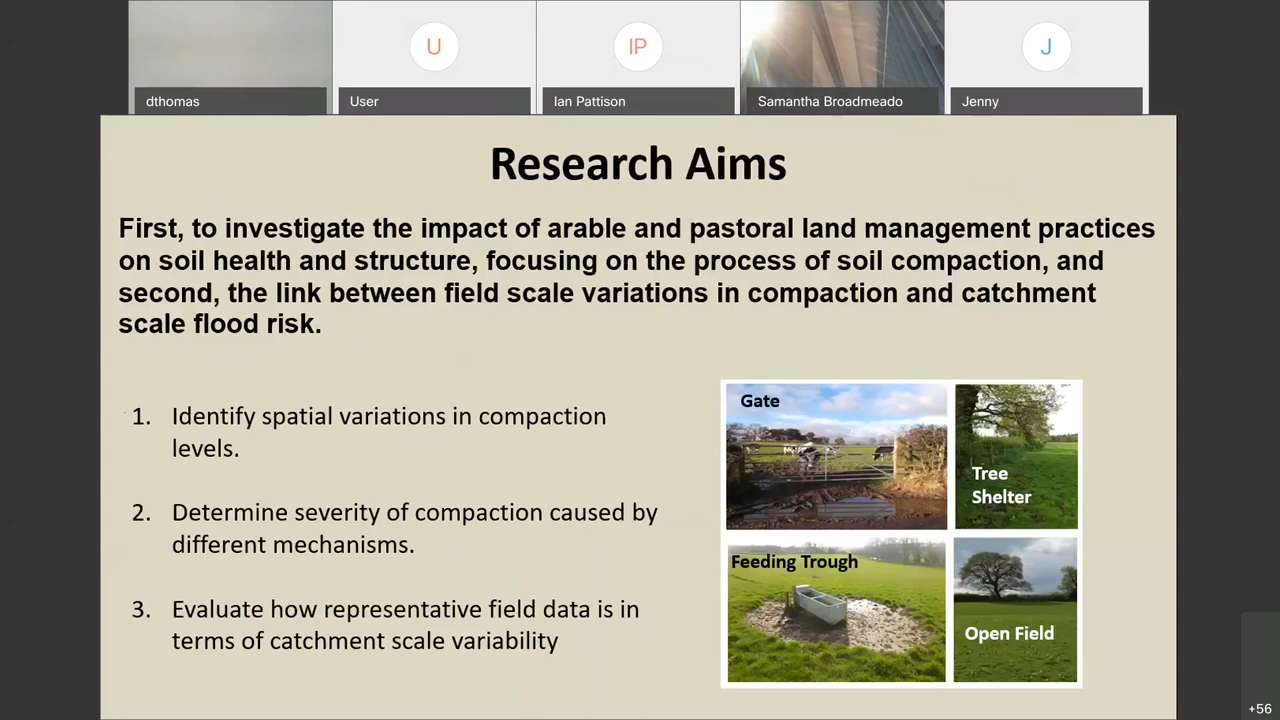 U
IP
J
dthomas
User
Ian Pattison
Samantha Broadmeado
Jenny
Research Aims
First, to investigate the impact of arable and pastoral land management practices
on soil health and structure, focusing on the process of soil compaction, and
second, the link between field scale variations in compaction and catchment
scale flood risk.
1. Identify spatial variations in compaction
levels.
2. Determine severity of compaction caused by
different mechanisms.
3. Evaluate how representative field data is in
terms of catchment scale variability
Gate
Tree
Shelter
Feeding Trough
Open Field
+56